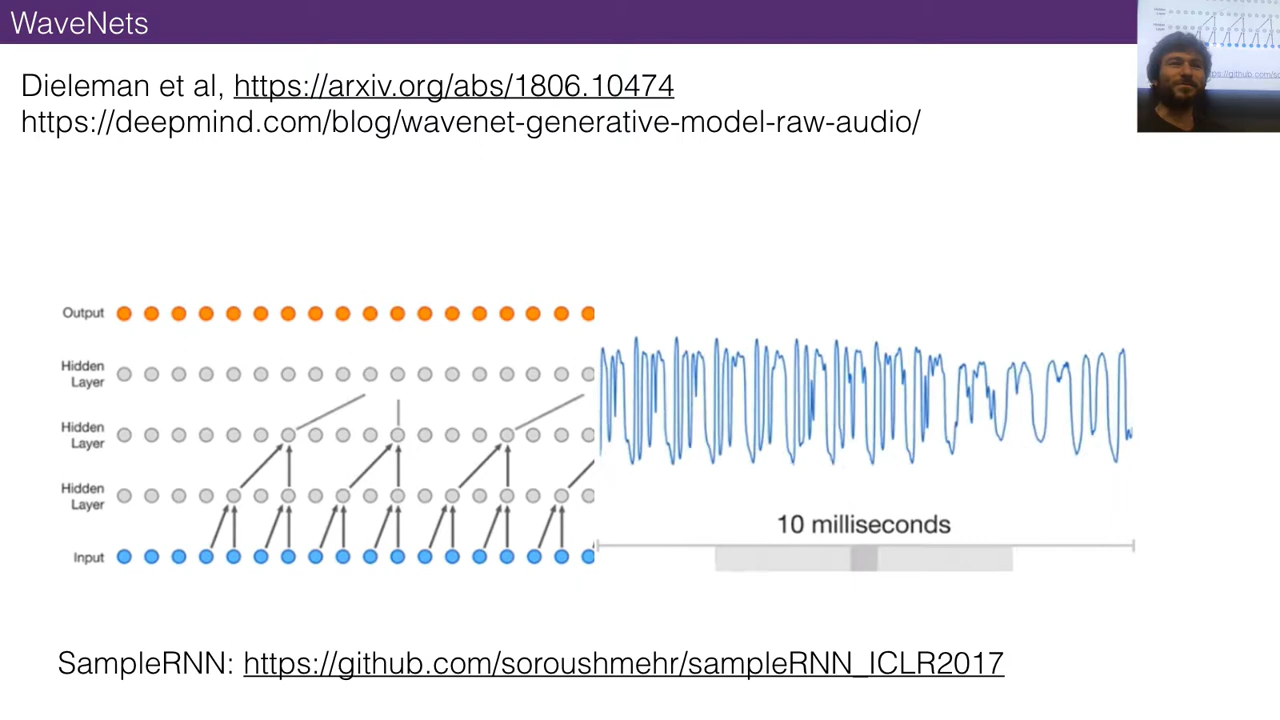 WaveNets
Dieleman et al, https://arxiv.org/abs/1806.10474
https://deepmind.com/blog/wavenet-generative-model-raw-audio/
Output
Hidden
Layer
Hidden
Layer
Hidden
Layer
Input
10 milliseconds
SampleRNN: https://github.com/soroushmehr/sampleRNN_ICLR2017